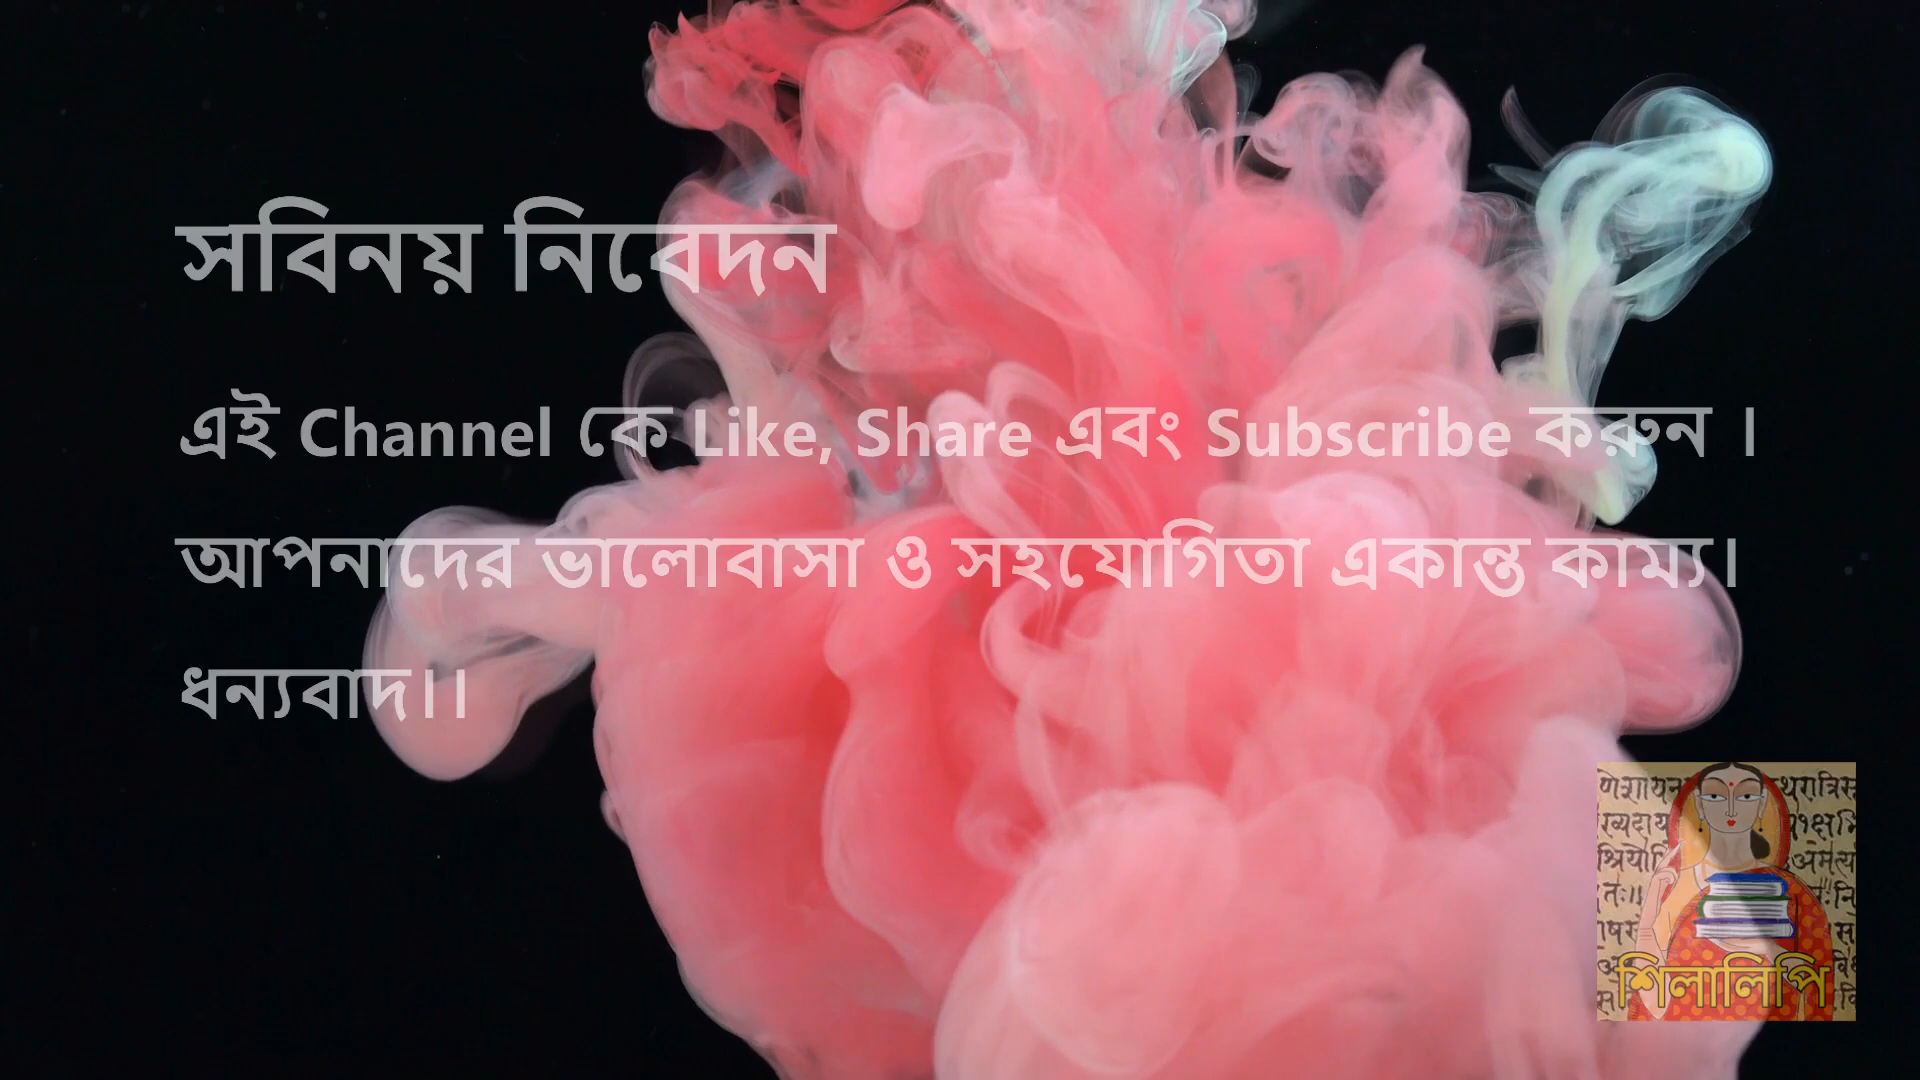 সবিনয় নিবেদন
এই Channel কে Like, Share এবং Subscribe করুন ।
আপনাদের ভালোবাসা ও সহযোগিতা একান্ত কাম্য।
ধন্যবাদ।।
শিলালিপি